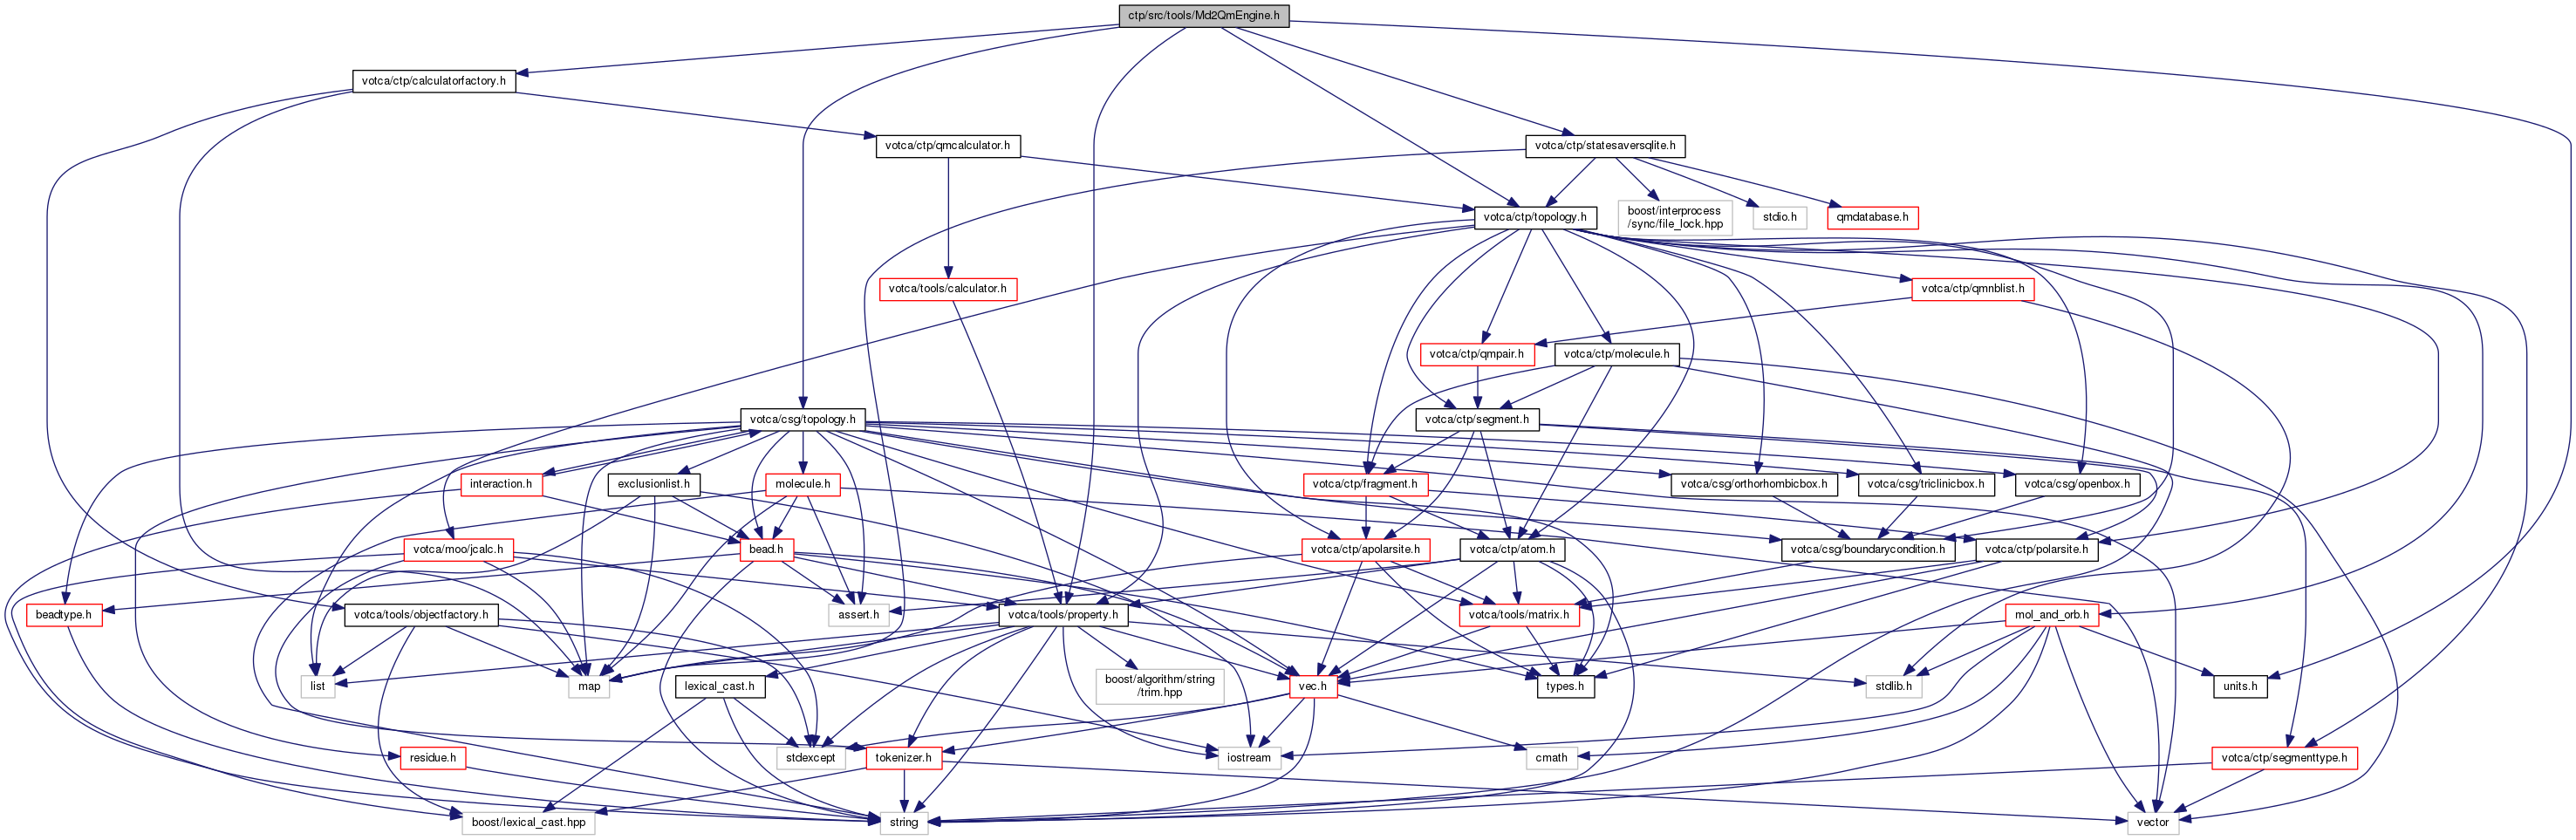 ctp/src/tools/Md2QmEngine.h
votca/ctp/calculatorfactory.h
votca/ctp/qmcalculator.h
votca/ctp/statesaversqlite.h
votca/ctp/topology.h
boost/interprocess
/sync/file_lock.hpp
stdio.h
qmdatabase.h
votca/tools/calculator.h
votca/ctp/qmnblist.h
votca/ctp/qmpair.h
votca/ctp/molecule.h
votca/csg/topology.h
votca/ctp/segment.h
interaction.h
exclusionlist.h
molecule.h
votca/ctp/fragment.h
votca/csg/orthorhombicbox.h
votca/csg/triclinicbox.h
votca/csg/openbox.h
votca/moo/jcalc.h
bead.h
votca/ctp/apolarsite.h
votca/ctp/atom.h
votca/csg/boundarycondition.h
votca/ctp/polarsite.h
beadtype.h
votca/tools/objectfactory.h
assert.h
votca/tools/property.h
votca/tools/matrix.h
mol_and_orb.h
list
map
lexical_cast.h
boost/algorithm/string
/trim.hpp
vec.h
types.h
stdlib.h
units.h
residue.h
stdexcept
tokenizer.h
iostream
cmath
votca/ctp/segmenttype.h
boost/lexical_cast.hpp
string
vector